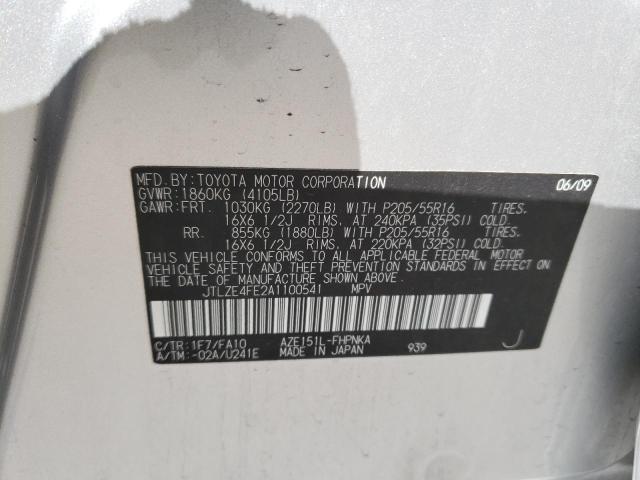 MFD. BY: TOYOTA MOTOR CORPORATION 06/09
GVWR: 1860KG (4105LB)
GAWR: FRT. 1030KG (2270LB) WITH P205/55R16 TIRES.
16X6 1/2J RIMS. AT 240KPA (35PSI) COLD.
RR. 855KG (1880LB) WITH P205/55R16 TIRES.
16X6 1/2J RIMS. AT 220KPA (32PSI) COLD.
THIS VEHICLE CONFORMS TO ALL APPLICABLE FEDERAL MOTOR
VEHICLE SAFETY AND THEFT PREVENTION STANDARDS IN EFFECT ON
THE DATE OF MANUFACTURE SHOWN ABOVE.
JTLZE4FE2A1100541 MPV
C/TR: 1F7/FA10 AZE151L-FHPNKA
A/TM: -02A/U241E MADE IN JAPAN 939 J